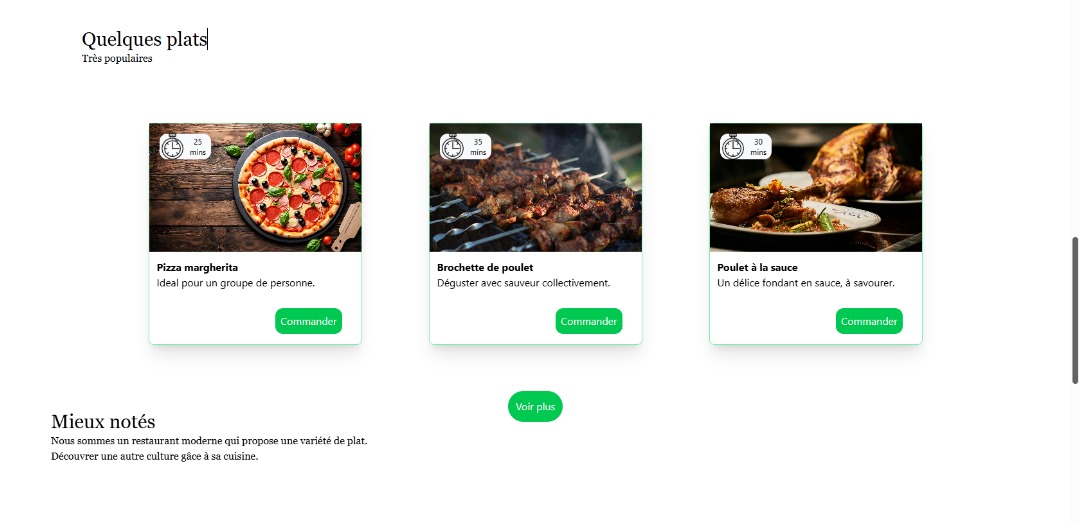 Quelques plats
Très populaires
25
mins
35
mins
30
mins
Pizza margherita
Ideal pour un groupe de personne.
Commander
Brochette de poulet
Déguster avec sauveur collectivement.
Commander
Poulet à la sauce
Un délice fondant en sauce, à savourer.
Commander
Voir plus
Mieux notés
Nous sommes un restaurant moderne qui propose une variété de plat.
Découvrer une autre culture gâce à sa cuisine.